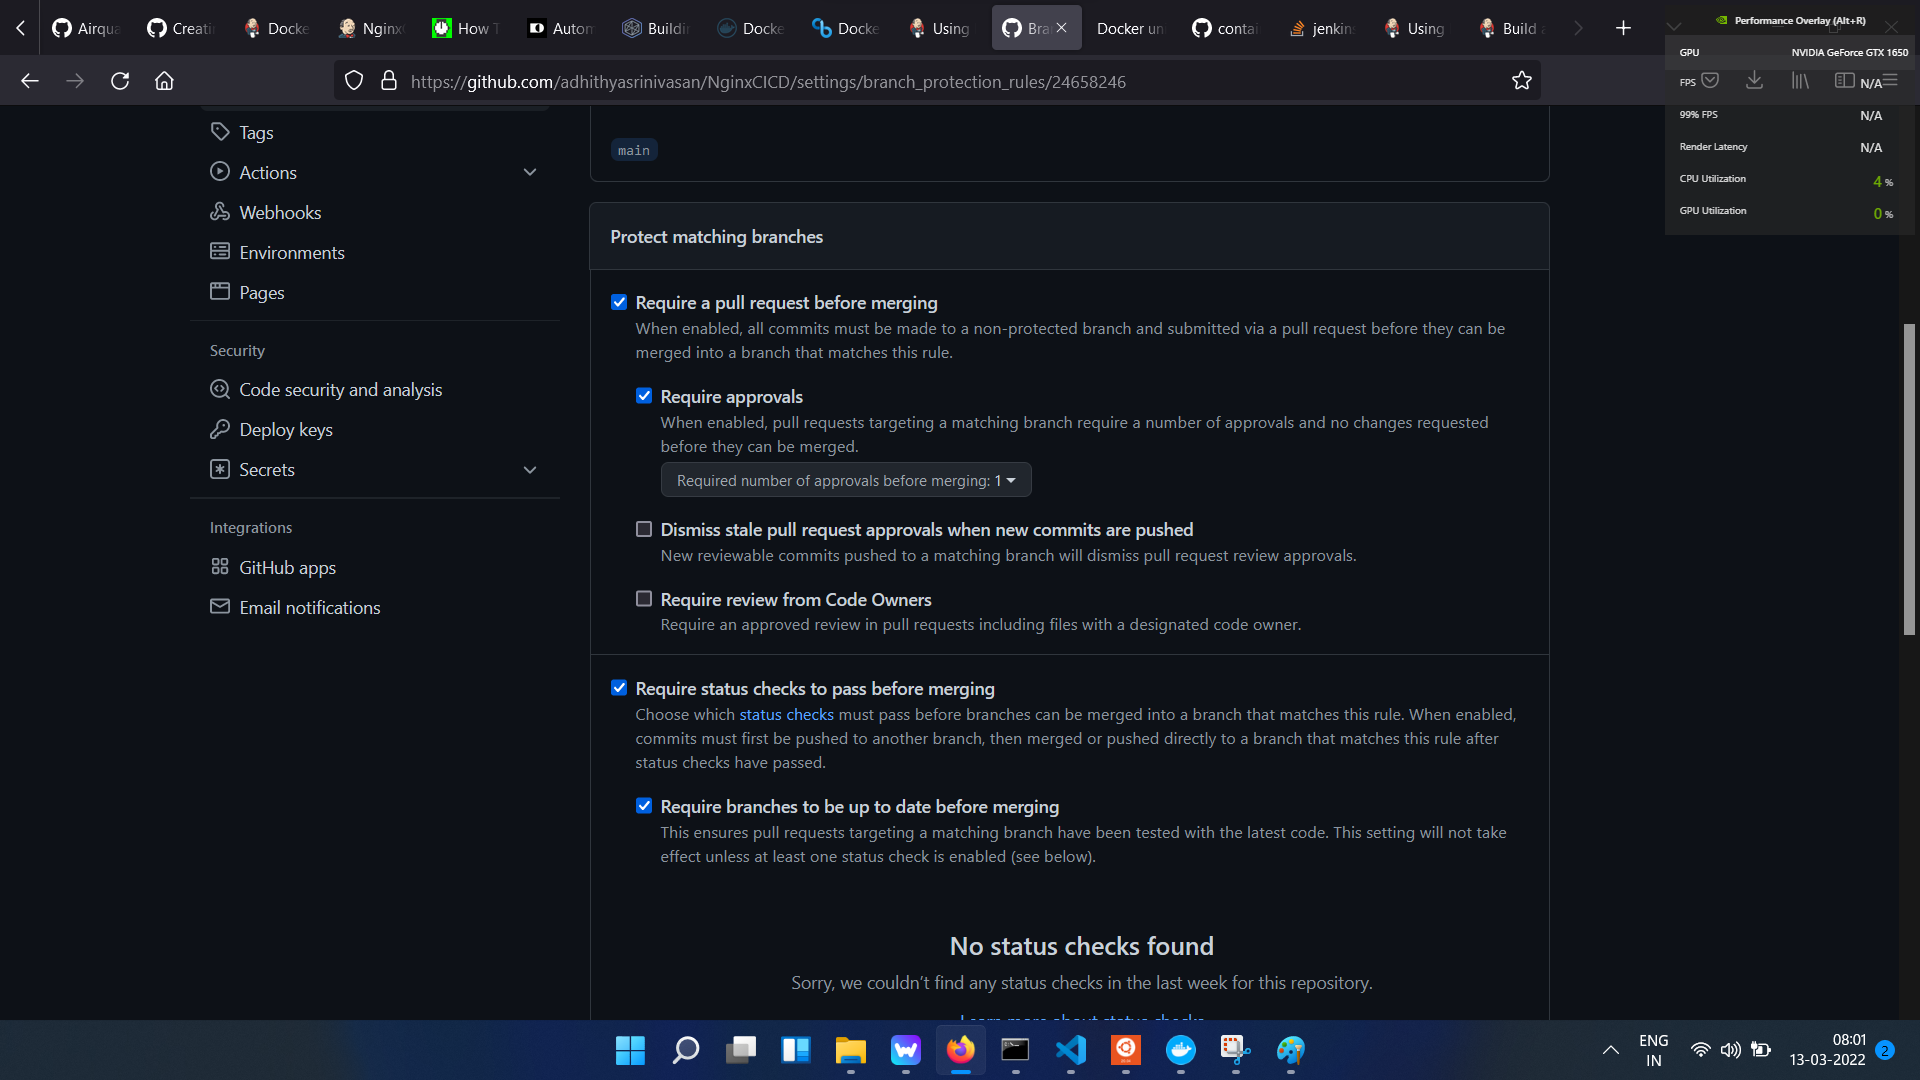 Airqua
Creati
Docke
Nginx
How T
Autom
Buildin
Docke
Docke
Using
Bra
Docker un
contai
jenkin
Using
Build a
Performance Overlay (Alt+R)
https://github.com/adhithyasrinivasan/NginxCICD/settings/branch_protection_rules/24658246
GPU NVIDIA GeForce GTX 1650
FPS N/A
99% FPS N/A
Render Latency N/A
CPU Utilization 4 %
GPU Utilization 0 %
Tags
Actions
Webhooks
Environments
Pages
Security
Code security and analysis
Deploy keys
Secrets
Integrations
GitHub apps
Email notifications
main
Protect matching branches
Require a pull request before merging
When enabled, all commits must be made to a non-protected branch and submitted via a pull request before they can be
merged into a branch that matches this rule.
Require approvals
When enabled, pull requests targeting a matching branch require a number of approvals and no changes requested
before they can be merged.
Required number of approvals before merging: 1
Dismiss stale pull request approvals when new commits are pushed
New reviewable commits pushed to a matching branch will dismiss pull request review approvals.
Require review from Code Owners
Require an approved review in pull requests including files with a designated code owner.
Require status checks to pass before merging
Choose which status checks must pass before branches can be merged into a branch that matches this rule. When enabled,
commits must first be pushed to another branch, then merged or pushed directly to a branch that matches this rule after
status checks have passed.
Require branches to be up to date before merging
This ensures pull requests targeting a matching branch have been tested with the latest code. This setting will not take
effect unless at least one status check is enabled (see below).
No status checks found
Sorry, we couldn’t find any status checks in the last week for this repository.
Learn more about status checks
ENG
IN
08:01
13-03-2022
2